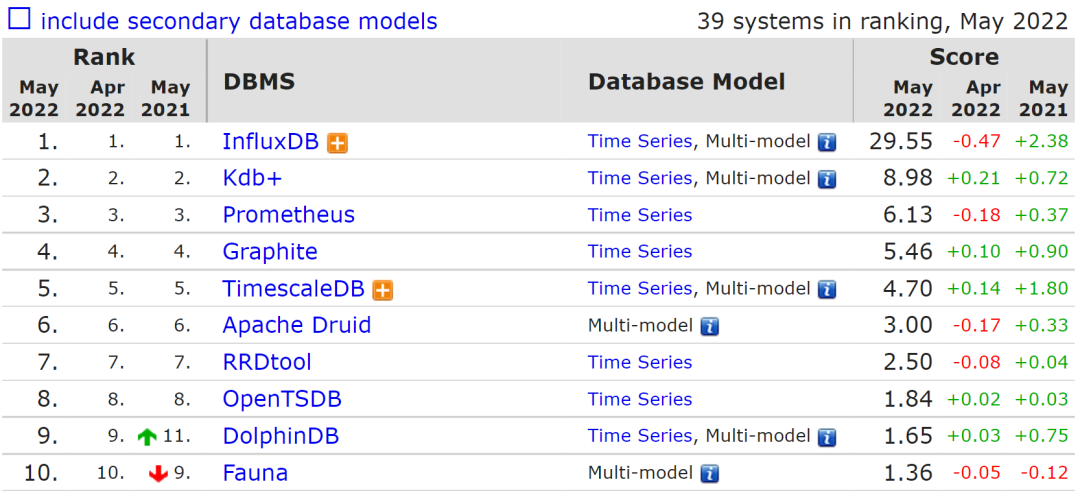 include secondary database models 39 systems in ranking, May 2022
Rank Score
DBMS Database Model
May Apr May May Apr May
2022 2022 2021 2022 2022 2021
1. 1. 1. InfluxDB Time Series, Multi-model 29.55 -0.47 +2.38
2. 2. 2. Kdb+ Time Series, Multi-model 8.98 +0.21 +0.72
3. 3. 3. Prometheus Time Series 6.13 -0.18 +0.37
4. 4. 4. Graphite Time Series 5.46 +0.10 +0.90
5. 5. 5. TimescaleDB Time Series, Multi-model 4.70 +0.14 +1.80
6. 6. 6. Apache Druid Multi-model 3.00 -0.17 +0.33
7. 7. 7. RRDtool Time Series 2.50 -0.08 +0.04
8. 8. 8. OpenTSDB Time Series 1.84 +0.02 +0.03
9. 9. 11. DolphinDB Time Series, Multi-model 1.65 +0.03 +0.75
10. 10. 9. Fauna Multi-model 1.36 -0.05 -0.12